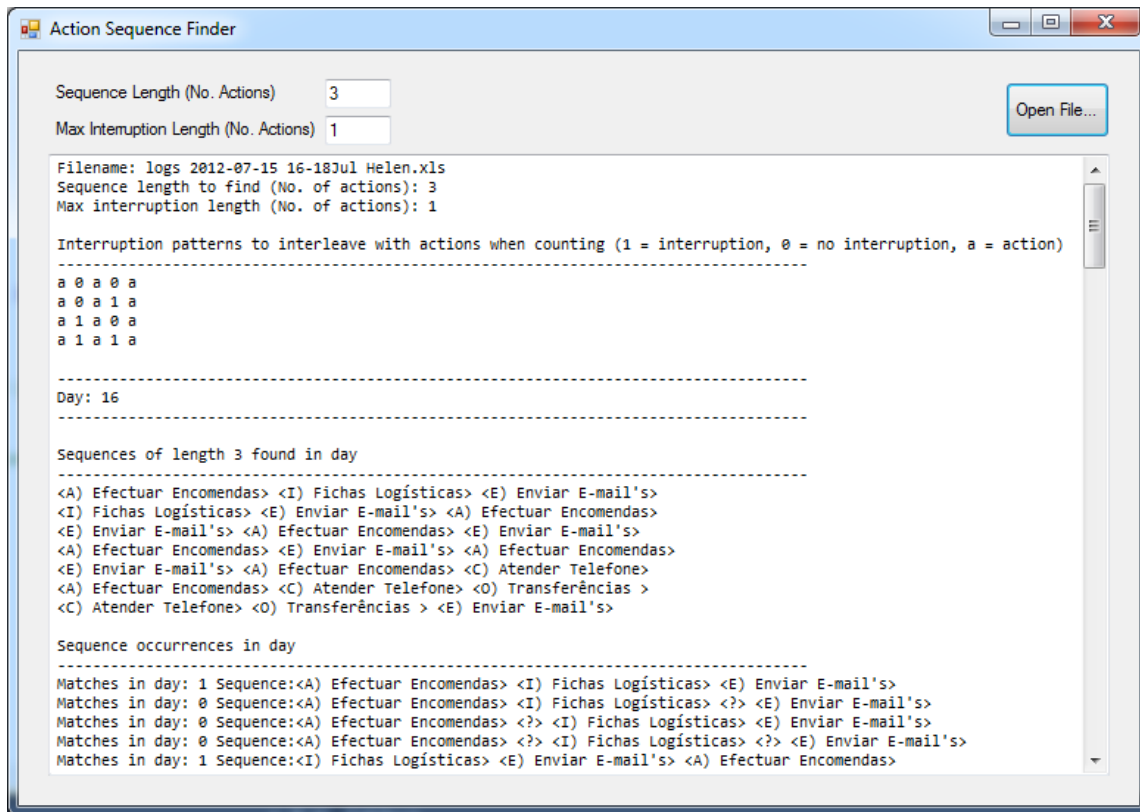 Action Sequence Finder
Sequence Length (No. Actions) 3
Open File...
Max Interruption Length (No. Actions) 1
Filename: logs 2012-07-15 16-18Jul Helen.xls
Sequence length to find (No. of actions): 3
Max interruption length (No. of actions): 1
Interruption patterns to interleave with actions when counting (1 = interruption, 0 = no interruption, a = action)
------------------------------------------------------------------------------------
a 0 a 0 a
a 0 a 1 a
a 1 a 0 a
a 1 a 1 a
------------------------------------------------------------------------------------
Day: 16
------------------------------------------------------------------------------------
Sequences of length 3 found in day
------------------------------------------------------------------------------------
<A) Efectuar Encomendas> <I) Fichas Logísticas> <E) Enviar E-mail's>
<I) Fichas Logísticas> <E) Enviar E-mail's> <A) Efectuar Encomendas>
<E) Enviar E-mail's> <A) Efectuar Encomendas> <E) Enviar E-mail's>
<A) Efectuar Encomendas> <E) Enviar E-mail's> <A) Efectuar Encomendas>
<E) Enviar E-mail's> <A) Efectuar Encomendas> <C) Atender Telefone>
<A) Efectuar Encomendas> <C) Atender Telefone> <O) Transferências >
<C) Atender Telefone> <O) Transferências > <E) Enviar E-mail's>
Sequence occurrences in day
------------------------------------------------------------------------------------
Matches in day: 1 Sequence:<A) Efectuar Encomendas> <I) Fichas Logísticas> <E) Enviar E-mail's>
Matches in day: 0 Sequence:<A) Efectuar Encomendas> <I) Fichas Logísticas> <?> <E) Enviar E-mail's>
Matches in day: 0 Sequence:<A) Efectuar Encomendas> <?> <I) Fichas Logísticas> <E) Enviar E-mail's>
Matches in day: 0 Sequence:<A) Efectuar Encomendas> <?> <I) Fichas Logísticas> <?> <E) Enviar E-mail's>
Matches in day: 1 Sequence:<I) Fichas Logísticas> <E) Enviar E-mail's> <A) Efectuar Encomendas>